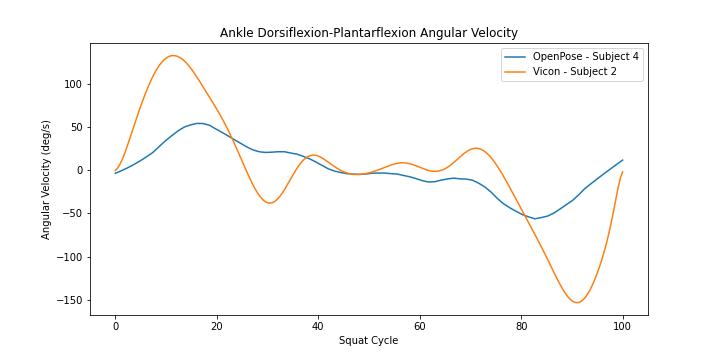 Ankle Dorsiflexion-Plantarflexion Angular Velocity
OpenPose - Subject 4
Vicon - Subject 2
Angular Velocity (deg/s)
100
50
0
−50
−100
−150
0 20 40 60 80 100
Squat Cycle